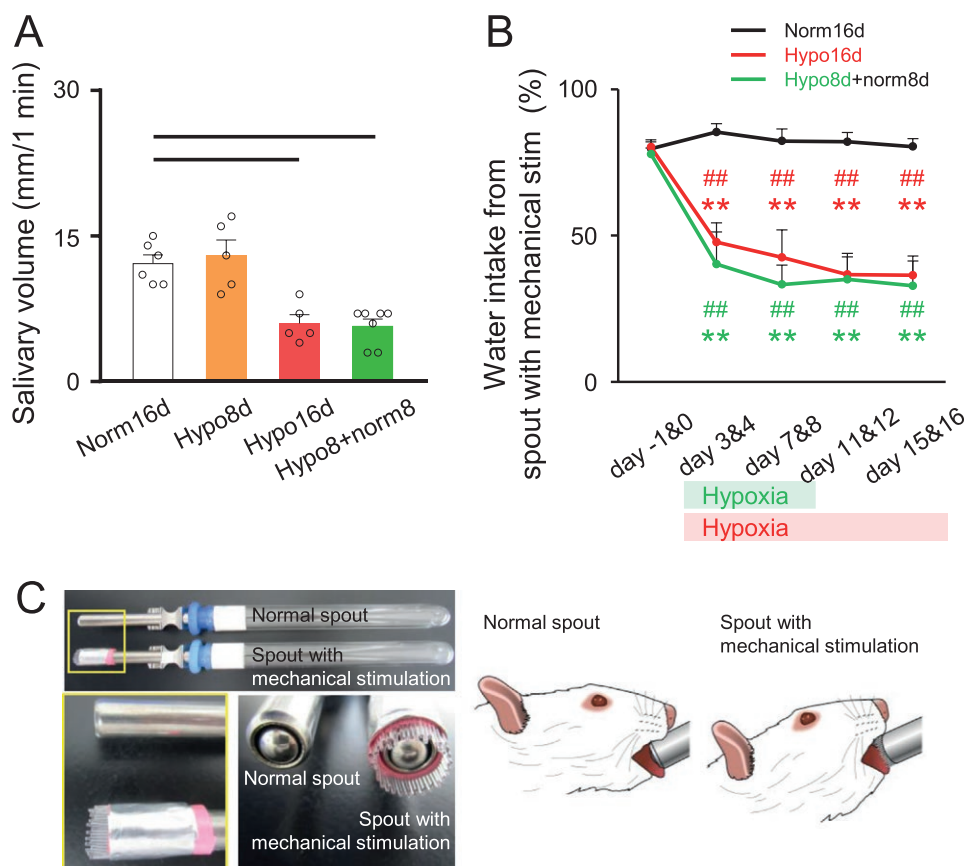 A
Salivary volume (mm/1 min)
30
15
0
Norm16d
Hypo8d
Hypo16d
Hypo8+norm8
B
Norm16d
Hypo16d
Hypo8d+norm8d
Water intake from
spout with mechanical stim (%)
100
50
0
## ## ## ##
** ** ** **
## ## ## ##
** ** ** **
day -1&0
day 3&4
day 7&8
day 11&12
day 15&16
Hypoxia
Hypoxia
C
Normal spout
Spout with
mechanical stimulation
Normal spout
Spout with
mechanical stimulation
Normal spout
Spout with
mechanical stimulation